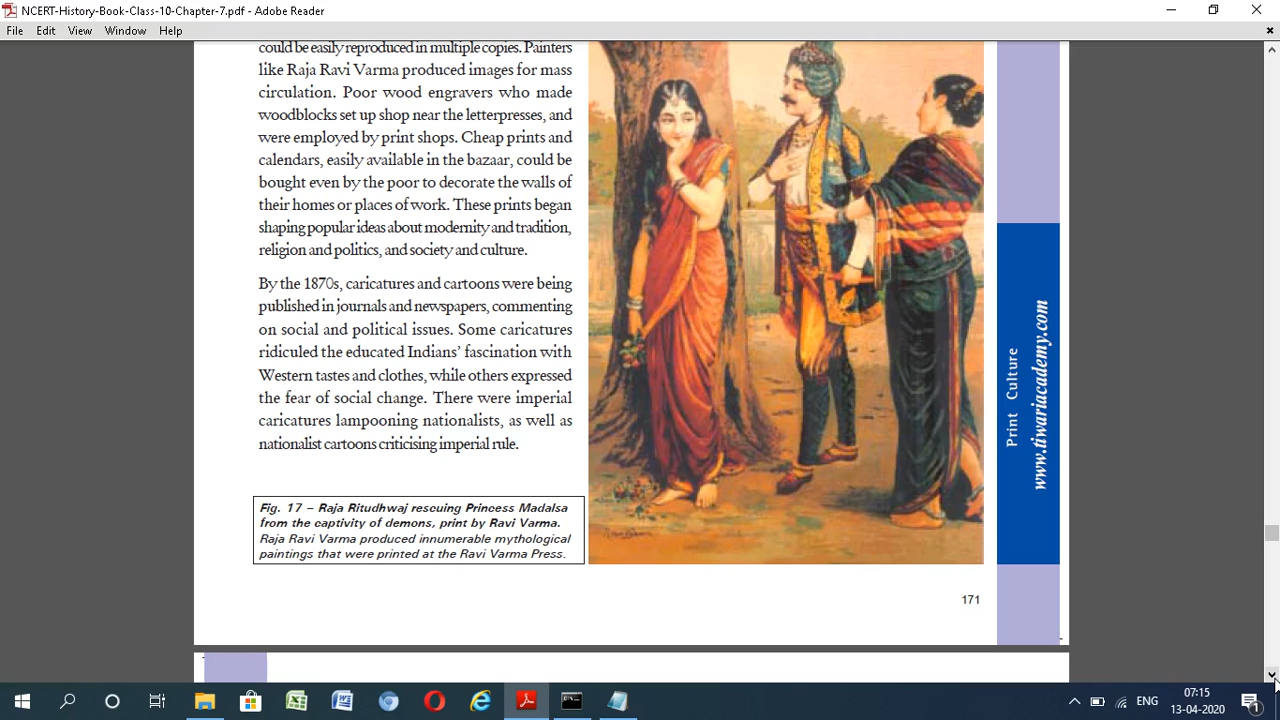 NCERT-History-Book-Class-10-Chapter-7.pdf - Adobe Reader
File Edit View Window Help
could be easily reproduced in multiple copies. Painters
like Raja Ravi Varma produced images for mass
circulation. Poor wood engravers who made
woodblocks set up shop near the letterpresses, and
were employed by print shops. Cheap prints and
calendars, easily available in the bazaar, could be
bought even by the poor to decorate the walls of
their homes or places of work. These prints began
shaping popular ideas about modernity and tradition,
religion and politics, and society and culture.
By the 1870s, caricatures and cartoons were being
published in journals and newspapers, commenting
on social and political issues. Some caricatures
ridiculed the educated Indians' fascination with
Western tastes and clothes, while others expressed
the fear of social change. There were imperial
caricatures lampooning nationalists, as well as
nationalist cartoons criticising imperial rule.
Fig. 17 – Raja Ritudhwaj rescuing Princess Madalsa
from the captivity of demons, print by Ravi Varma.
Raja Ravi Varma produced innumerable mythological
paintings that were printed at the Ravi Varma Press.
Print Culture
www.tiwariacademy.com
171
ENG
07:15
13-04-2020
1